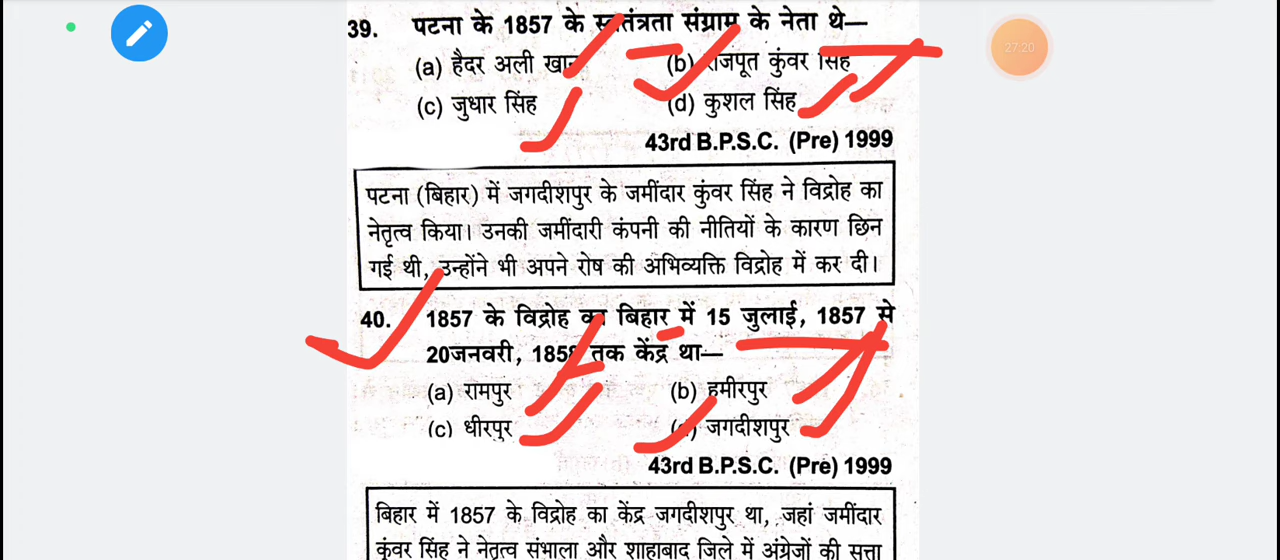 27:20
39. पटना के 1857 के स्वतंत्रता संग्राम के नेता थे—
(a) हैदर अली खान (b) राजपूत कुंवर सिंह
(c) जुधार सिंह (d) कुशल सिंह
43rd B.P.S.C. (Pre) 1999
पटना (बिहार) में जगदीशपुर के जमींदार कुंवर सिंह ने विद्रोह का
नेतृत्व किया। उनकी जमींदारी कंपनी की नीतियों के कारण छिन
गई थी, उन्होंने भी अपने रोष की अभिव्यक्ति विद्रोह में कर दी।
40. 1857 के विद्रोह का बिहार में 15 जुलाई, 1857 से
20जनवरी, 1858 तक केंद्र था—
(a) रामपुर (b) हमीरपुर
(c) धीरपुर (d) जगदीशपुर
43rd B.P.S.C. (Pre) 1999
बिहार में 1857 के विद्रोह का केंद्र जगदीशपुर था, जहां जमींदार
कुंवर सिंह ने नेतृत्व संभाला और शाहाबाद जिले में अंग्रेजों की सत्ता